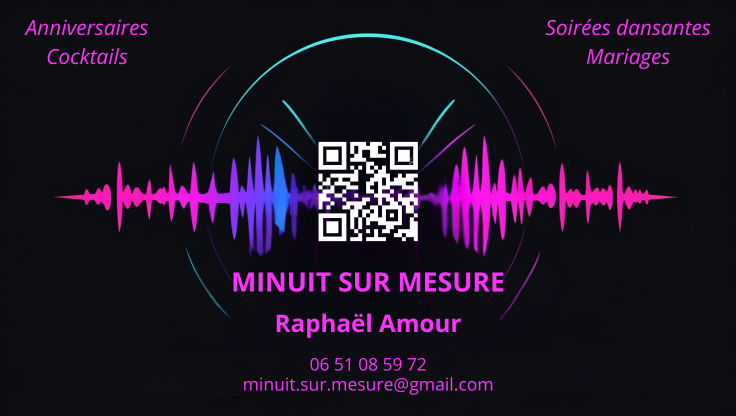 Anniversaires
Cocktails
Soirées dansantes
Mariages
MINUIT SUR MESURE
Raphaël Amour
06 51 08 59 72
minuit.sur.mesure@gmail.com